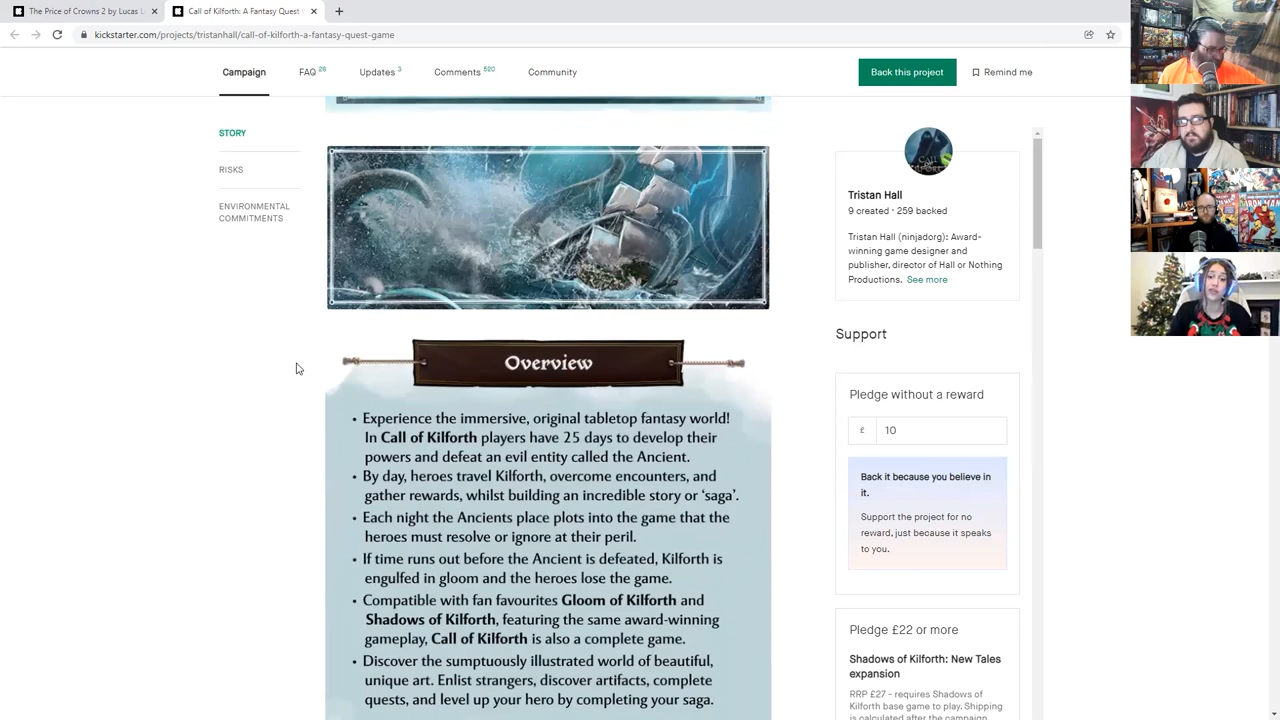 The Price of Crowns 2 by Lucas L
Call of Kilforth: A Fantasy Quest
kickstarter.com/projects/tristanhall/call-of-kilforth-a-fantasy-quest-game
Campaign
FAQ 26
Updates 3
Comments 520
Community
Back this project
Remind me
STORY
RISKS
ENVIRONMENTAL
COMMITMENTS
Overview
• Experience the immersive, original tabletop fantasy world!
In Call of Kilforth players have 25 days to develop their
powers and defeat an evil entity called the Ancient.
• By day, heroes travel Kilforth, overcome encounters, and
gather rewards, whilst building an incredible story or ‘saga’.
• Each night the Ancients place plots into the game that the
heroes must resolve or ignore at their peril.
• If time runs out before the Ancient is defeated, Kilforth is
engulfed in gloom and the heroes lose the game.
• Compatible with fan favourites Gloom of Kilforth and
Shadows of Kilforth, featuring the same award-winning
gameplay, Call of Kilforth is also a complete game.
• Discover the sumptuously illustrated world of beautiful,
unique art. Enlist strangers, discover artifacts, complete
quests, and level up your hero by completing your saga.
Tristan Hall
9 created · 259 backed
Tristan Hall (ninjadorg): Award-
winning game designer and
publisher, director of Hall or Nothing
Productions. See more
Support
Pledge without a reward
£ 10
Back it because you believe in
it.
Support the project for no
reward, just because it speaks
to you.
Pledge £22 or more
Shadows of Kilforth: New Tales
expansion
RRP £27 - requires Shadows of
Kilforth base game to play. Shipping
is calculated after the campaign
IRON MAN